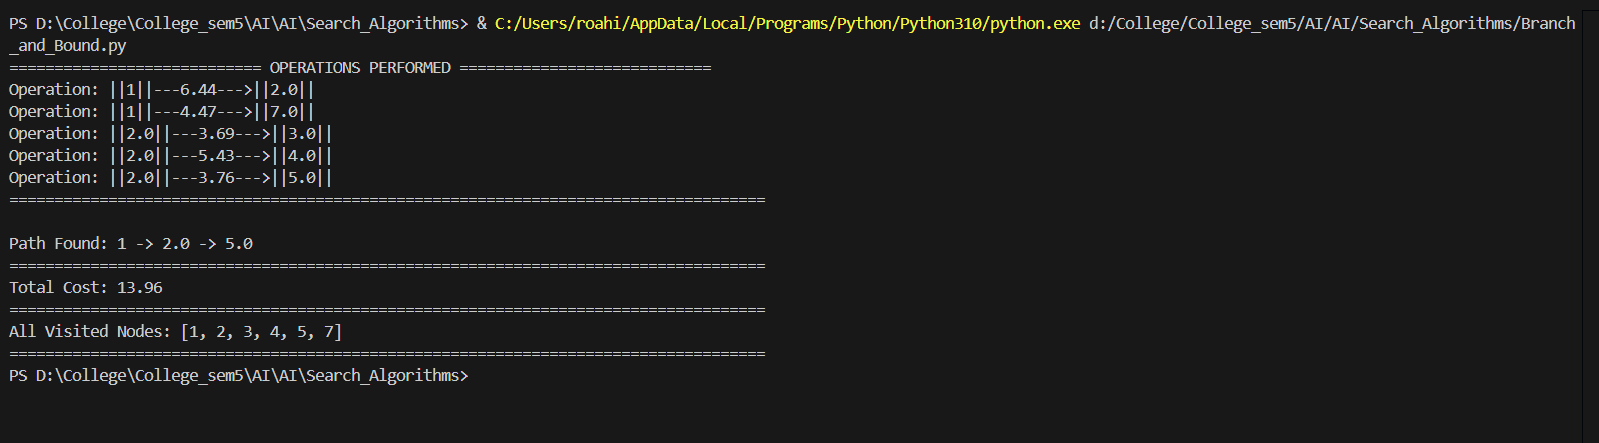 PS D:\College\College_sem5\AI\AI\Search_Algorithms> & C:/Users/roahi/AppData/Local/Programs/Python/Python310/python.exe d:/College/College_sem5/AI/AI/Search_Algorithms/Branch
_and_Bound.py
============================ OPERATIONS PERFORMED ============================
Operation: ||1||---6.44--->||2.0||
Operation: ||1||---4.47--->||7.0||
Operation: ||2.0||---3.69--->||3.0||
Operation: ||2.0||---5.43--->||4.0||
Operation: ||2.0||---3.76--->||5.0||
====================================================================================

Path Found: 1 -> 2.0 -> 5.0
====================================================================================
Total Cost: 13.96
====================================================================================
All Visited Nodes: [1, 2, 3, 4, 5, 7]
====================================================================================
PS D:\College\College_sem5\AI\AI\Search_Algorithms>